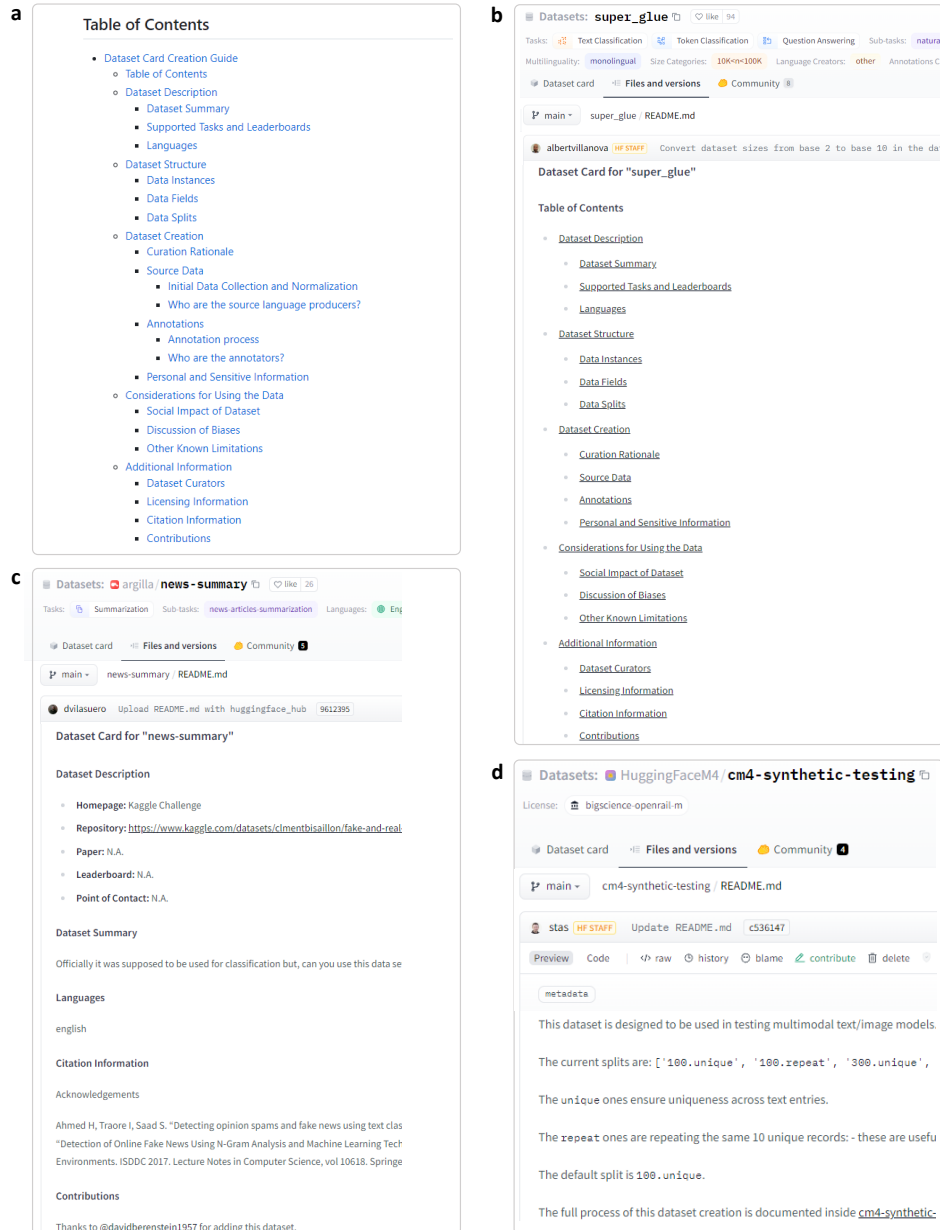 a
Table of Contents
• Dataset Card Creation Guide
◦ Table of Contents
◦ Dataset Description
▪ Dataset Summary
▪ Supported Tasks and Leaderboards
▪ Languages
◦ Dataset Structure
▪ Data Instances
▪ Data Fields
▪ Data Splits
◦ Dataset Creation
▪ Curation Rationale
▪ Source Data
▪ Initial Data Collection and Normalization
▪ Who are the source language producers?
▪ Annotations
▪ Annotation process
▪ Who are the annotators?
▪ Personal and Sensitive Information
◦ Considerations for Using the Data
▪ Social Impact of Dataset
▪ Discussion of Biases
▪ Other Known Limitations
◦ Additional Information
▪ Dataset Curators
▪ Licensing Information
▪ Citation Information
▪ Contributions
b
Datasets: super_glue like 94
Tasks: Text Classification Token Classification Question Answering Sub-tasks: natura
Multilinguality: monolingual Size Categories: 10K<n<100K Language Creators: other Annotations C
Dataset card Files and versions Community 8
main super_glue / README.md
albertvillanova HF STAFF Convert dataset sizes from base 2 to base 10 in the da
Dataset Card for "super_glue"
Table of Contents
Dataset Description
Dataset Summary
Supported Tasks and Leaderboards
Languages
Dataset Structure
Data Instances
Data Fields
Data Splits
Dataset Creation
Curation Rationale
Source Data
Annotations
Personal and Sensitive Information
Considerations for Using the Data
Social Impact of Dataset
Discussion of Biases
Other Known Limitations
Additional Information
Dataset Curators
Licensing Information
Citation Information
Contributions
c
Datasets: argilla/news-summary like 26
Tasks: Summarization Sub-tasks: news-articles-summarization Languages: Eng
Dataset card Files and versions Community 5
main news-summary / README.md
dvilasuero Upload README.md with huggingface_hub 9612395
Dataset Card for "news-summary"
Dataset Description
Homepage: Kaggle Challenge
Repository: https://www.kaggle.com/datasets/clmentbisaillon/fake-and-real-
Paper: N.A.
Leaderboard: N.A.
Point of Contact: N.A.
Dataset Summary
Officially it was supposed to be used for classification but, can you use this data se
Languages
english
Citation Information
Acknowledgements
Ahmed H, Traore I, Saad S. "Detecting opinion spams and fake news using text clas
"Detection of Online Fake News Using N-Gram Analysis and Machine Learning Tech
Environments. ISDDC 2017. Lecture Notes in Computer Science, vol 10618. Springe
Contributions
Thanks to @davidberenstein1957 for adding this dataset.
d
Datasets: HuggingFaceM4/cm4-synthetic-testing
License: bigscience-openrail-m
Dataset card Files and versions Community 4
main cm4-synthetic-testing / README.md
stas HF STAFF Update README.md c536147
Preview Code </> raw history blame contribute delete
metadata
This dataset is designed to be used in testing multimodal text/image models.
The current splits are: ['100.unique', '100.repeat', '300.unique',
The unique ones ensure uniqueness across text entries.
The repeat ones are repeating the same 10 unique records: - these are usefu
The default split is 100.unique.
The full process of this dataset creation is documented inside cm4-synthetic-